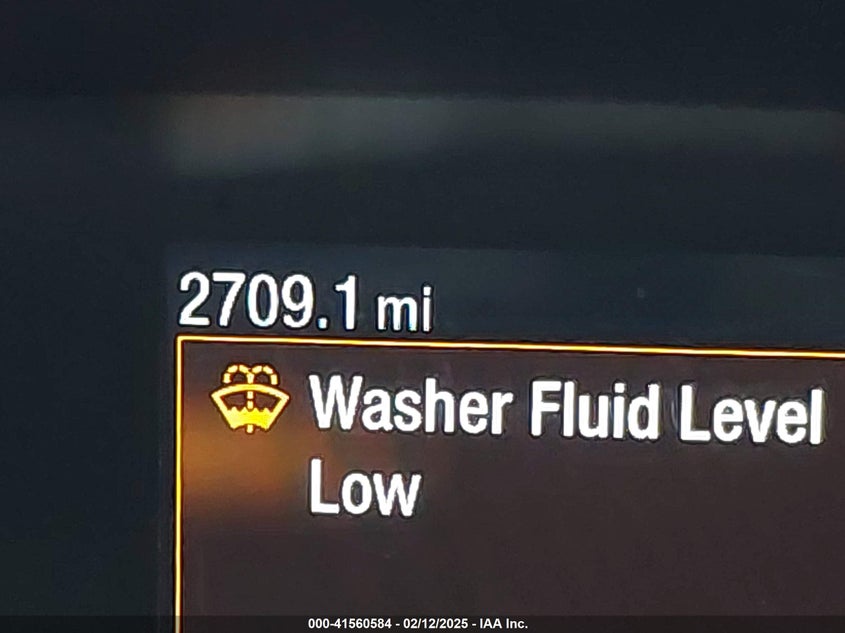 2709.1 mi
Washer Fluid Level
Low
000-41560584 - 02/12/2025 - IAA Inc.